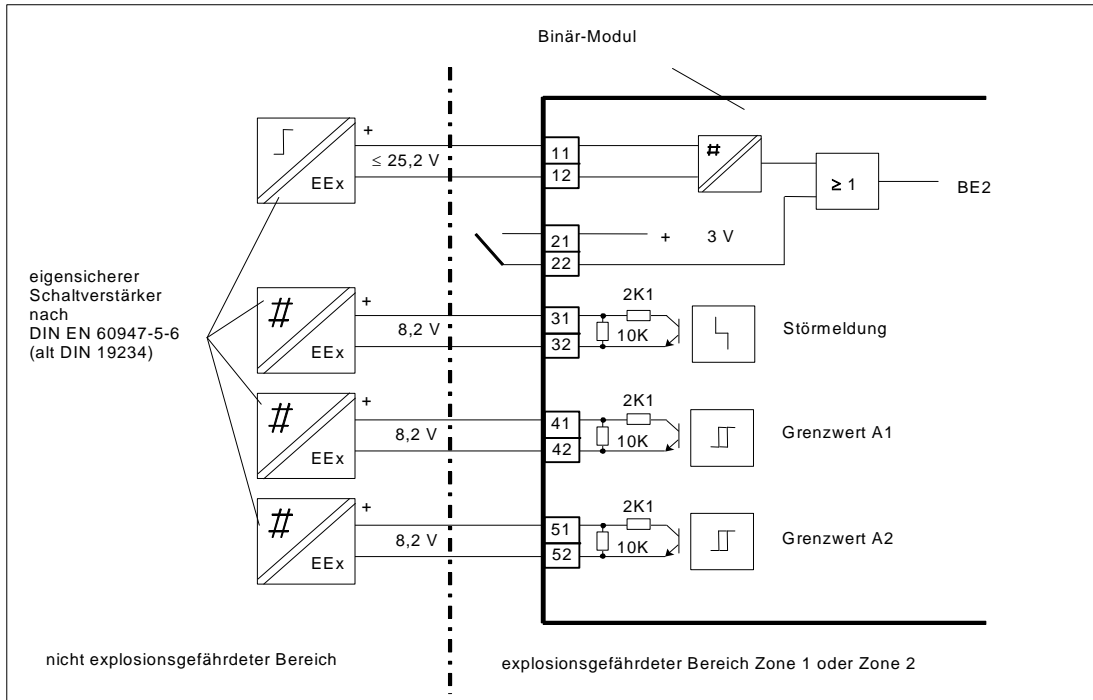 Binär-Modul
+
≤ 25,2 V
EEx
11
12
#
≥ 1
BE2
21
22
+ 3 V
eigensicherer
Schaltverstärker
nach
DIN EN 60947-5-6
(alt DIN 19234)
#
+
8,2 V
EEx
31
32
2K1
10K
Störmeldung
#
+
8,2 V
EEx
41
42
2K1
10K
Grenzwert A1
#
+
8,2 V
EEx
51
52
2K1
10K
Grenzwert A2
nicht explosionsgefährdeter Bereich
explosionsgefährdeter Bereich Zone 1 oder Zone 2